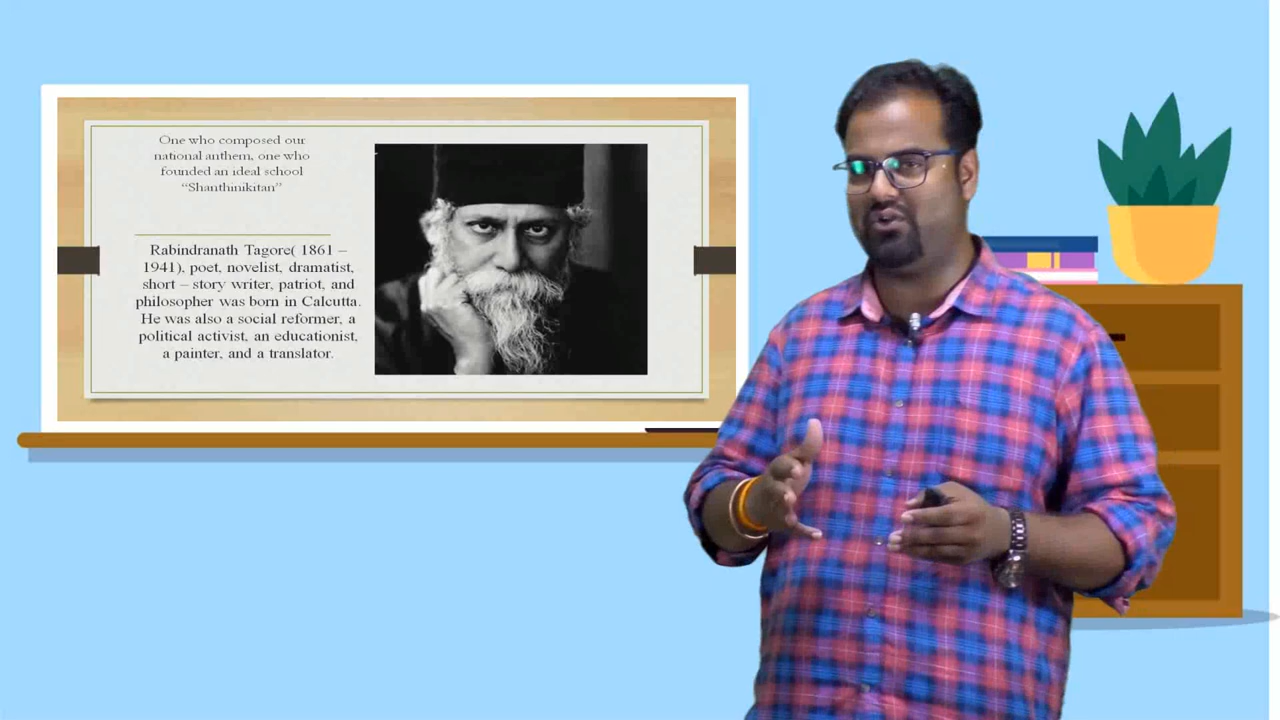 One who composed our
national anthem, one who
founded an ideal school
“Shanthinikitan”
Rabindranath Tagore( 1861 –
1941), poet, novelist, dramatist,
short – story writer, patriot, and
philosopher was born in Calcutta.
He was also a social reformer, a
political activist, an educationist,
a painter, and a translator.